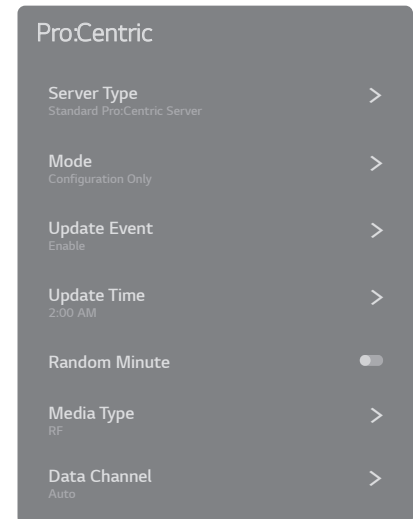 Pro:Centric
Server Type
Standard Pro:Centric Server
Mode
Configuration Only
Update Event
Enable
Update Time
2:00 AM
Random Minute
Media Type
RF
Data Channel
Auto